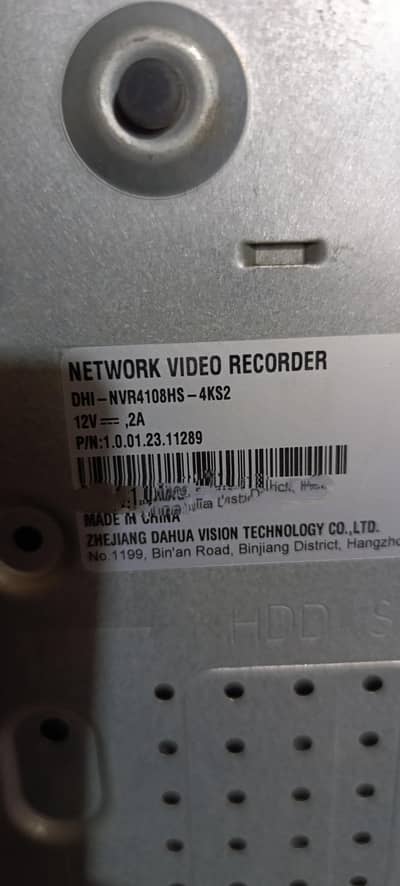 NETWORK VIDEO RECORDER
DHI-NVR4108HS-4KS2
12V⎓,2A
P/N:1.0.01.23.11289
MADE IN CHINA
ZHEJIANG DAHUA VISION TECHNOLOGY CO.,LTD.
No.1199, Bin'an Road, Binjiang District, Hangzho
HDD S